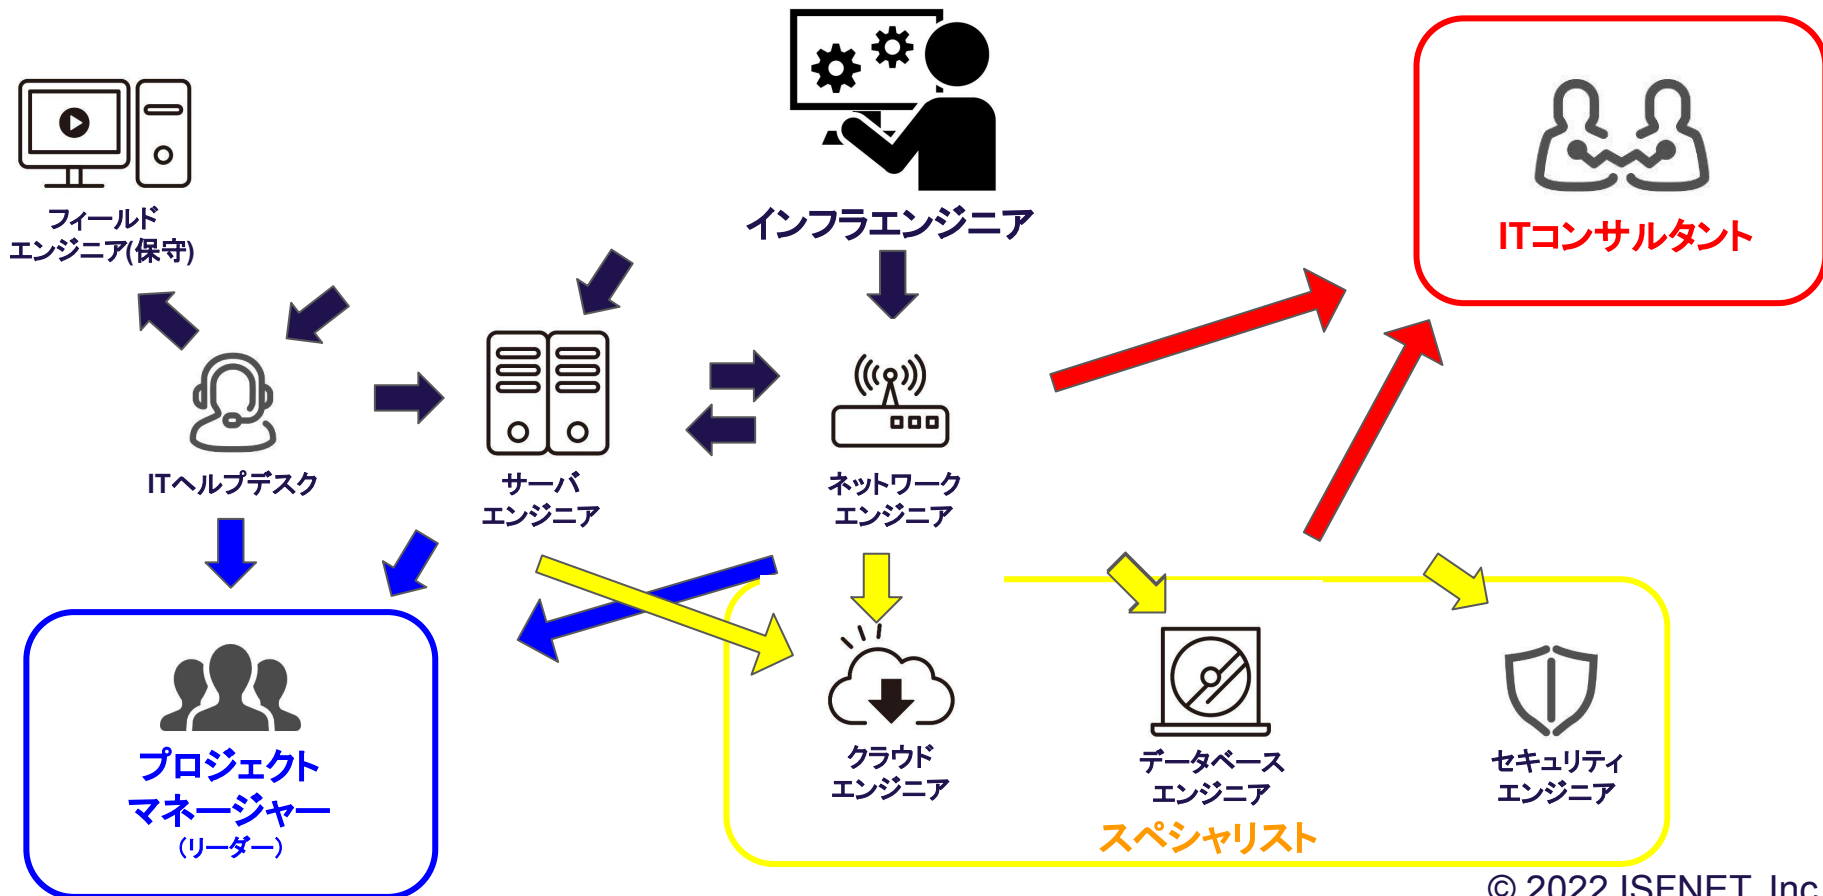 インフラエンジニア
フィールド
エンジニア(保守)
ITコンサルタント
ITヘルプデスク
サーバ
エンジニア
ネットワーク
エンジニア
プロジェクト
マネージャー
(リーダー)
クラウド
エンジニア
データベース
エンジニア
セキュリティ
エンジニア
スペシャリスト
© 2022 ISFNET, Inc